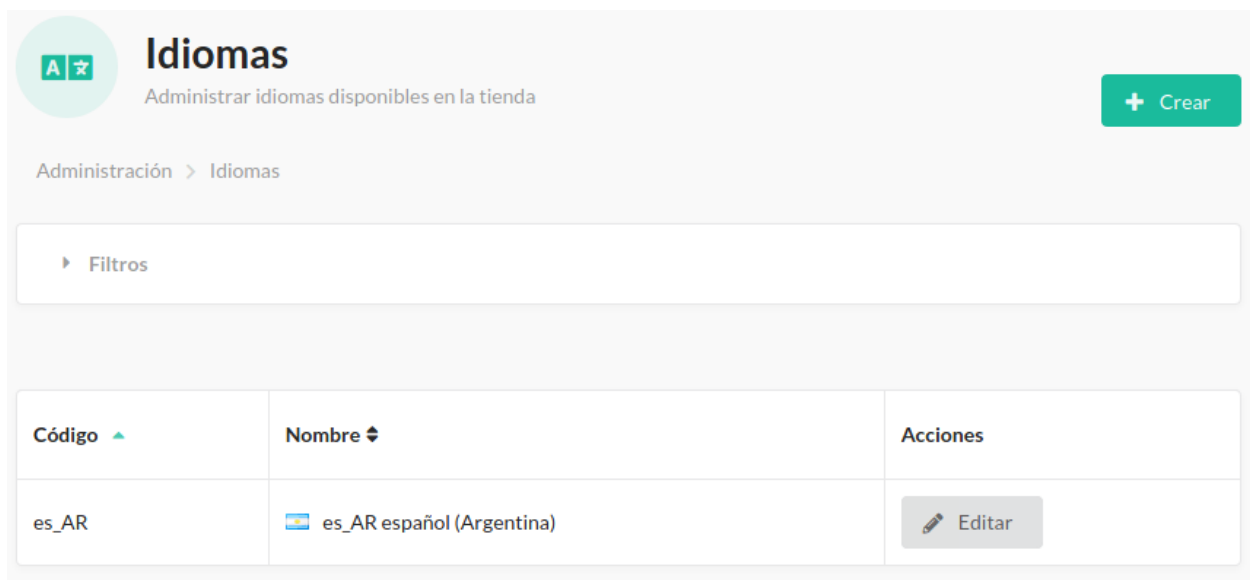 Idiomas
Administrar idiomas disponibles en la tienda
Crear
Administración > Idiomas
Filtros
Código Nombre Acciones
es_AR es_AR español (Argentina) Editar